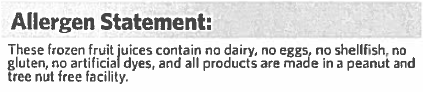 Allergen Statement:
These frozen fruit juices contain no dairy, no eggs, no shellfish, no
gluten, no artificial dyes, and all products are made in a peanut and
tree nut free facility.